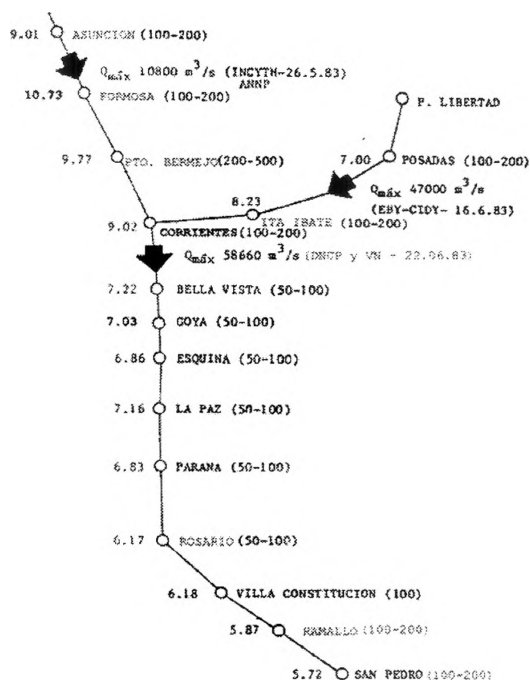 9.01 ASUNCION (100-200)
Qmáx 10800 m³/s (INCYTH-26.5.83)
ANNP
10.73 FORMOSA (100-200)
P. LIBERTAD
9.77 PTO. BERMEJO (200-500)
7.00 POSADAS (100-200)
Qmáx 47000 m³/s
(EBY-CIDY- 16.6.83)
8.23
ITA IBATE (100-200)
9.02 CORRIENTES (100-200)
Qmáx 58660 m³/s (DNCP y VN - 22.06.83)
7.22 BELLA VISTA (50-100)
7.03 GOYA (50-100)
6.86 ESQUINA (50-100)
7.16 LA PAZ (50-100)
6.83 PARANA (50-100)
6.17 ROSARIO (50-100)
6.18 VILLA CONSTITUCION (100)
5.87 RAMALLO (100-200)
5.72 SAN PEDRO (100-200)